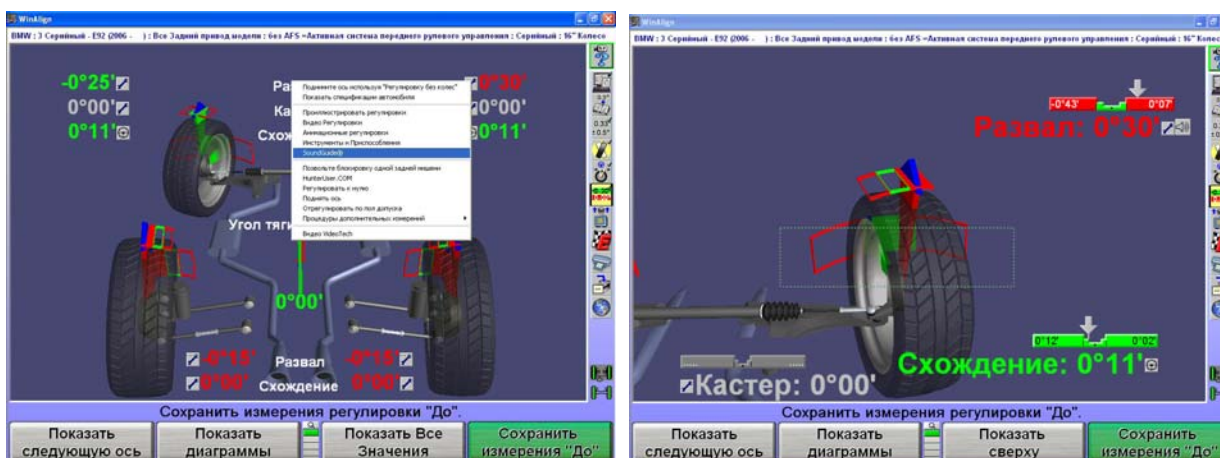 WinAlign
BMW : 3 Серийный - E92 (2006 - ) : Все Задний привод модели : без AFS =Активная система переднего рулевого управления : Серийный : 16" Колесо
-0°25'
0°00'
0°11'
Ра
Ка
Схож
0°30'
0°00'
0°11'
Поднимите ось используя "Регулировку без колес"
Показать спецификации автомобиля
Проиллюстрировать регулировки
Видео Регулировки
Анимационные регулировки
Инструменты и Приспособления
SoundGuide®
Позвольте блокировку одной задней мишени
HunterUser.COM
Регулировать к нулю
Поднять ось
Отрегулировать по пол допуска
Процедуры дополнительных измерений
Видео VideoTech
Угол тяги
0°00'
-0°15' Развал -0°15'
0°00' Схождение 0°00'
Сохранить измерения регулировки "До".
Показать следующую ось
Показать диаграммы
Показать Все Значения
Сохранить измерения "До"
WinAlign
BMW : 3 Серийный - E92 (2006 - ) : Все Задний привод модели : без AFS =Активная система переднего рулевого управления : Серийный : 16" Колесо
-0°43' 0°07'
Развал: 0°30'
0°12' 0°02'
Схождение: 0°11'
Кастер: 0°00'
Сохранить измерения регулировки "До".
Показать следующую ось
Показать диаграммы
Показать сверху
Сохранить измерения "До"